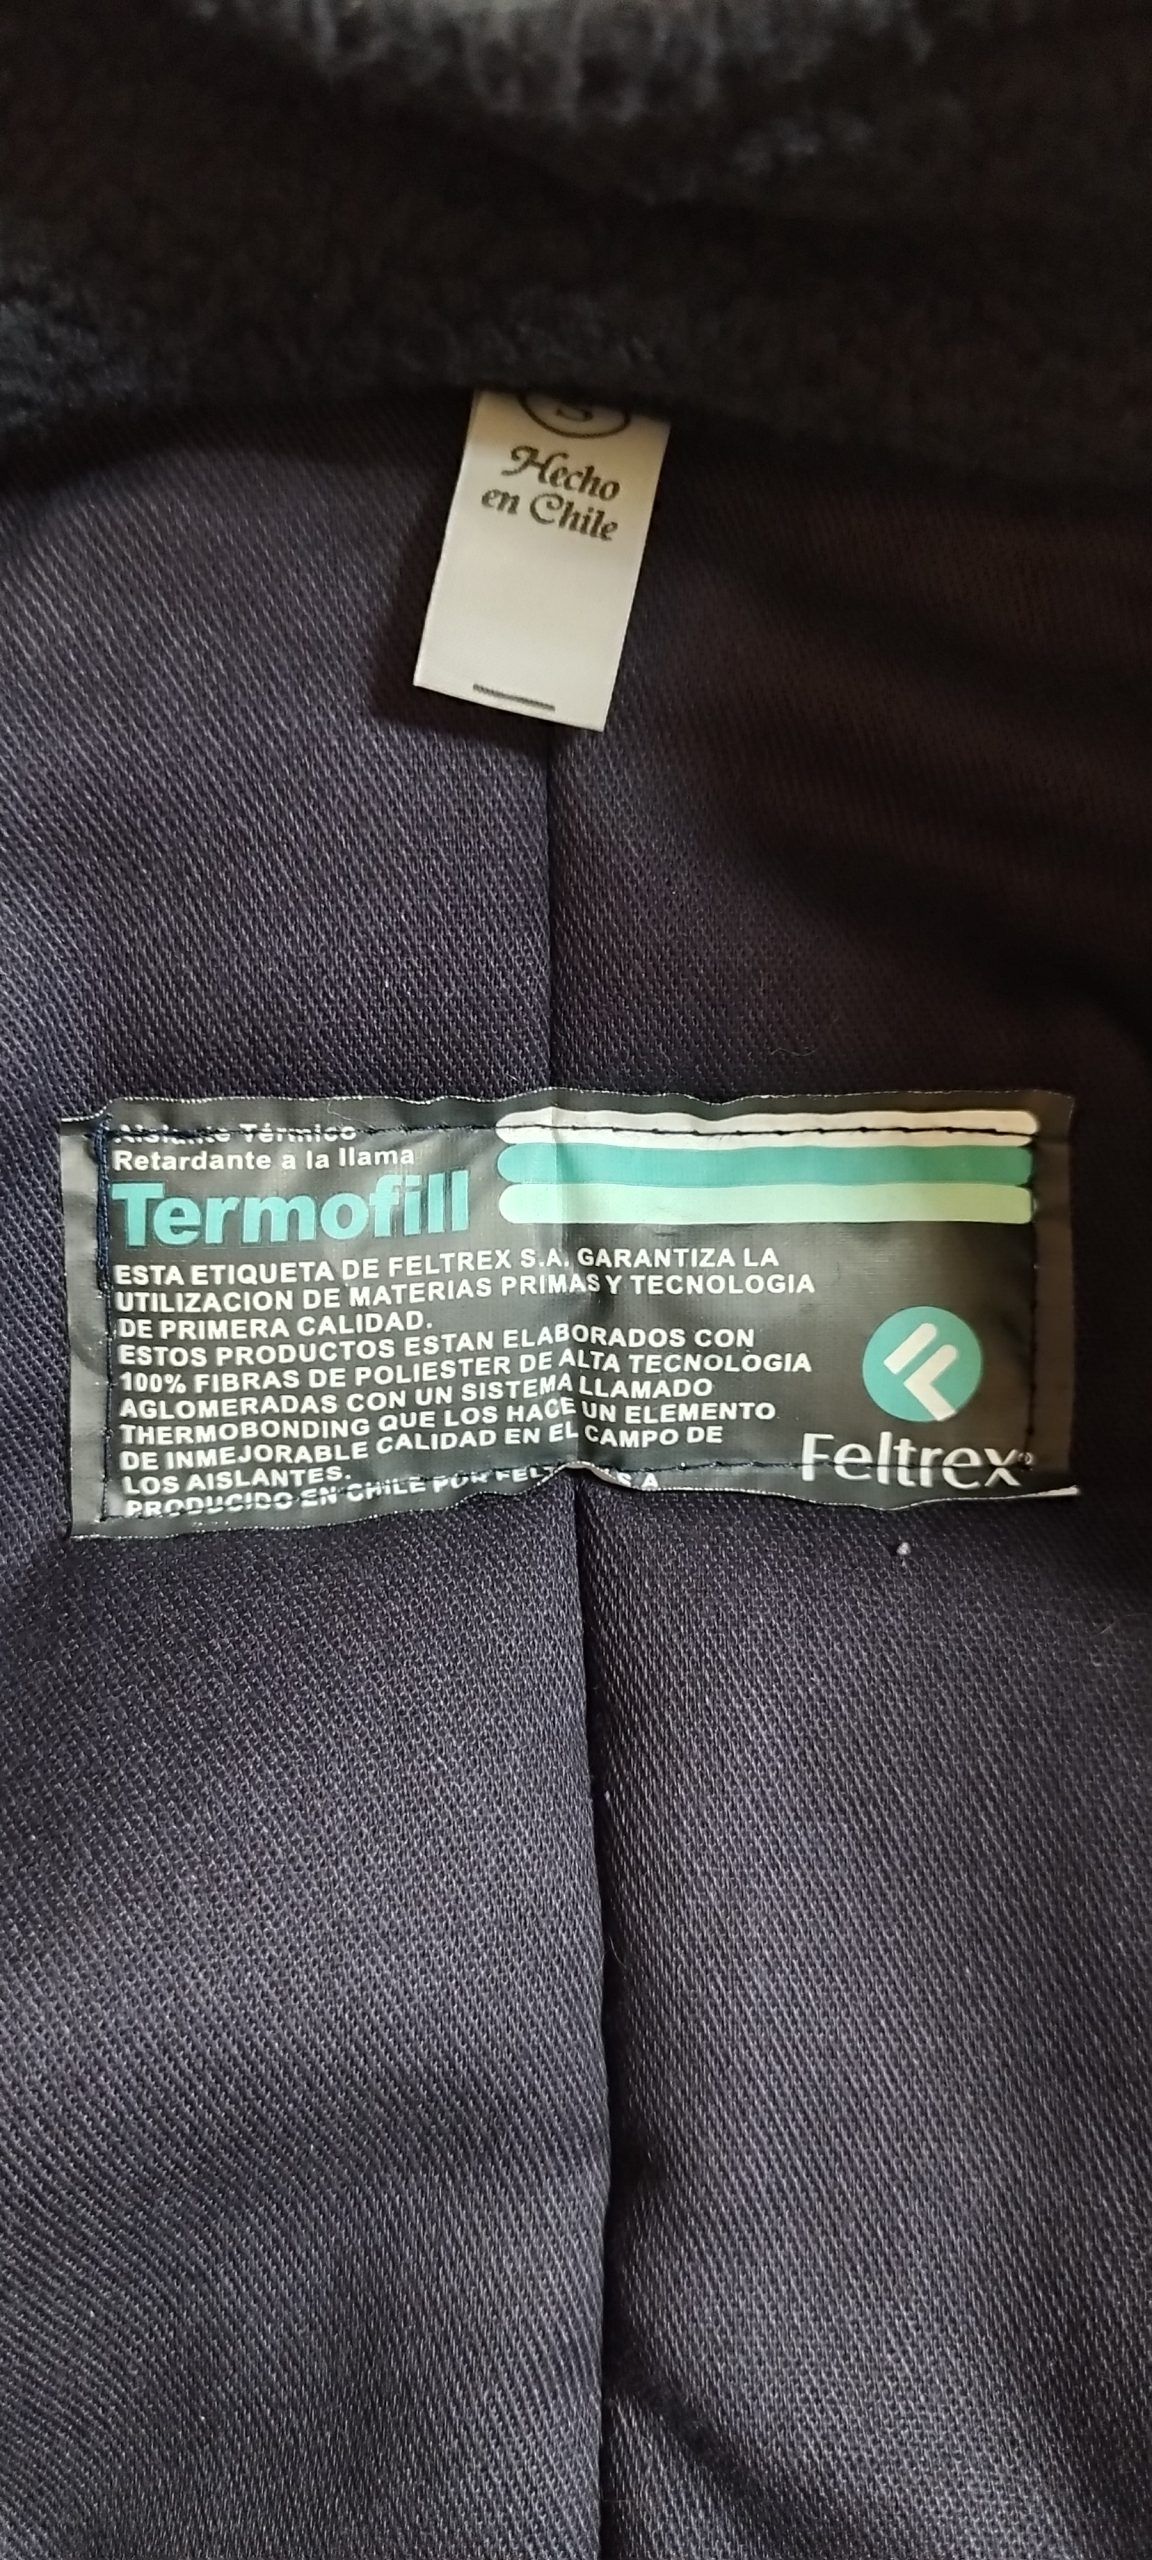 S
Hecho
en Chile
Aislante Térmico
Retardante a la llama
Termofill
ESTA ETIQUETA DE FELTREX S.A. GARANTIZA LA
UTILIZACION DE MATERIAS PRIMAS Y TECNOLOGIA
DE PRIMERA CALIDAD.
ESTOS PRODUCTOS ESTAN ELABORADOS CON
100% FIBRAS DE POLIESTER DE ALTA TECNOLOGIA
AGLOMERADAS CON UN SISTEMA LLAMADO
THERMOBONDING QUE LOS HACE UN ELEMENTO
DE INMEJORABLE CALIDAD EN EL CAMPO DE
LOS AISLANTES.
PRODUCIDO EN CHILE POR FELTREX S.A
Feltrex®